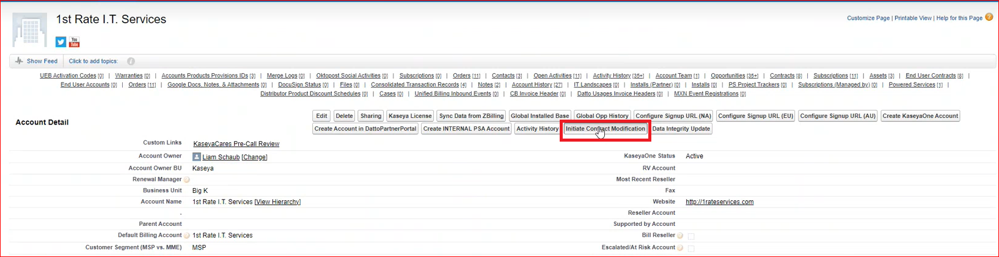 1st Rate I.T. Services
Customize Page | Printable View | Help for this Page ?
You Tube
Show Feed Click to add topics: i
UEB Activation Codes [0] | Warranties [0] | Accounts Products Provisions IDs [3] | Merge Logs [0] | Oktopost Social Activities [0] | Subscriptions [0] | Orders [11] | Contacts [3] | Open Activities [11] | Activity History [35+] | Account Team [1] | Opportunities [35+] | Contracts [8] | Subscriptions [11] | Assets [3] | End User Contracts [8] |
End User Accounts [0] | Orders [11] | Google Docs, Notes, & Attachments [0] | DocuSign Status [0] | Files [0] | Consolidated Transaction Records [4] | Notes [2] | Account History [27] | IT Landscapes [0] | Installs (Partner) [0] | Installs [0] | PS Project Trackers [0] | Subscriptions (Managed by) [0] | Powered Services [1] |
Distributor Product Discount Schedules [0] | Cases [0] | Unified Billing Inbound Events [0] | CB Invoice Header [0] | Datto Usages Invoice Headers [0] | MXN Event Registrations [0]
Account Detail
Edit Delete Sharing Kaseya License Sync Data from ZBilling Global Installed Base Global Opp History Configure Signup URL (NA) Configure Signup URL (EU) Configure Signup URL (AU) Create KaseyaOne Account
Create Account in DattoPartnerPortal Create INTERNAL PSA Account Activity History Initiate Contract Modification Data Integrity Update
Custom Links KaseyaCares Pre-Call Review
Account Owner Liam Schaub [Change] KaseyaOne Status Active
Account Owner BU Kaseya RV Account
Renewal Manager Most Recent Reseller
Business Unit Big K Fax
Account Name 1st Rate I.T. Services [View Hierarchy] Website http://1rateservices.com
. Reseller Account
Parent Account Supported by Account
Default Billing Account 1st Rate I.T. Services Bill Reseller
Customer Segment (MSP vs. MME) MSP Escalated/At Risk Account